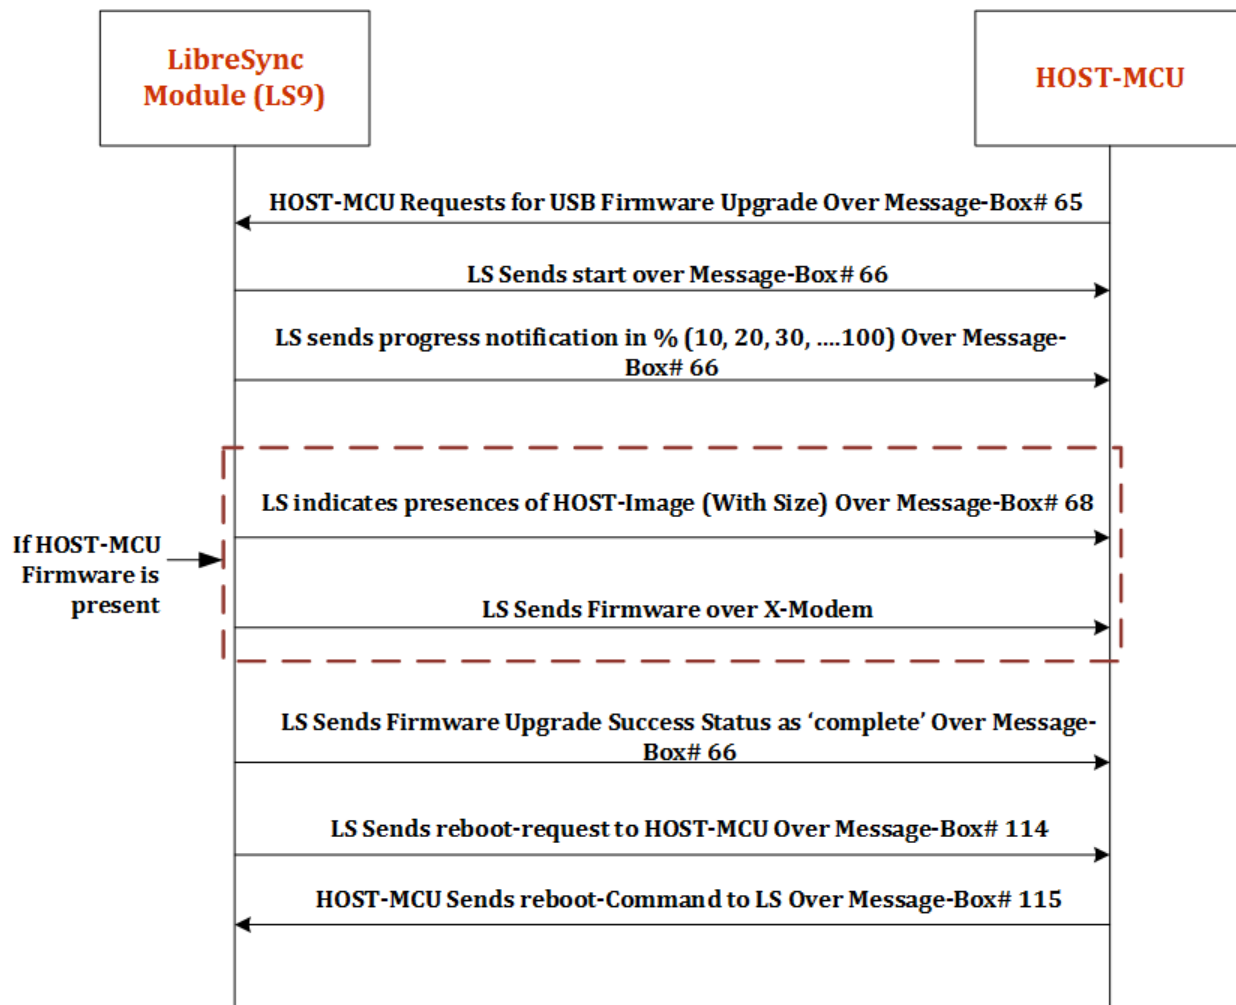 LibreSync
Module (LS9)
HOST-MCU
HOST-MCU Requests for USB Firmware Upgrade Over Message-Box# 65
LS Sends start over Message-Box# 66
LS sends progress notification in % (10, 20, 30, ....100) Over Message-
Box# 66
LS indicates presences of HOST-Image (With Size) Over Message-Box# 68
If HOST-MCU
Firmware is
present
LS Sends Firmware over X-Modem
LS Sends Firmware Upgrade Success Status as ‘complete’ Over Message-
Box# 66
LS Sends reboot-request to HOST-MCU Over Message-Box# 114
HOST-MCU Sends reboot-Command to LS Over Message-Box# 115